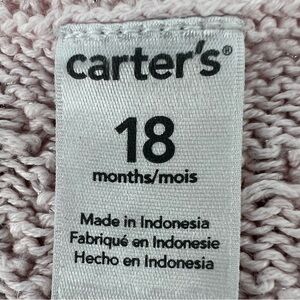 carter's®
18
months/mois
Made in Indonesia
Fabriqué en Indonesie
Hecho en Indonesia